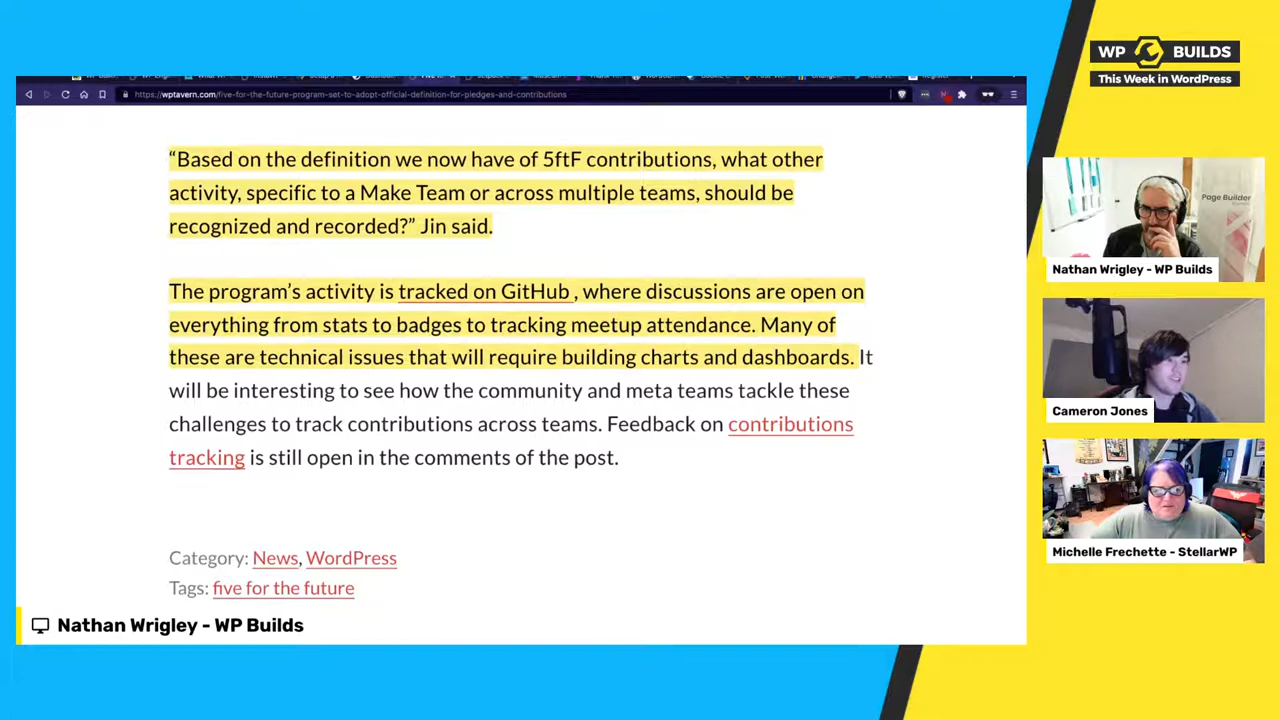 WP BUILDS
This Week in WordPress
https://wptavern.com/five-for-the-future-program-set-to-adopt-official-definition-for-pledges-and-contributions
“Based on the definition we now have of 5ftF contributions, what other
activity, specific to a Make Team or across multiple teams, should be
recognized and recorded?” Jin said.
The program’s activity is tracked on GitHub , where discussions are open on
everything from stats to badges to tracking meetup attendance. Many of
these are technical issues that will require building charts and dashboards. It
will be interesting to see how the community and meta teams tackle these
challenges to track contributions across teams. Feedback on contributions
tracking is still open in the comments of the post.
Category: News, WordPress
Tags: five for the future
Nathan Wrigley - WP Builds
Page Builder
Nathan Wrigley - WP Builds
Cameron Jones
Michelle Frechette - StellarWP